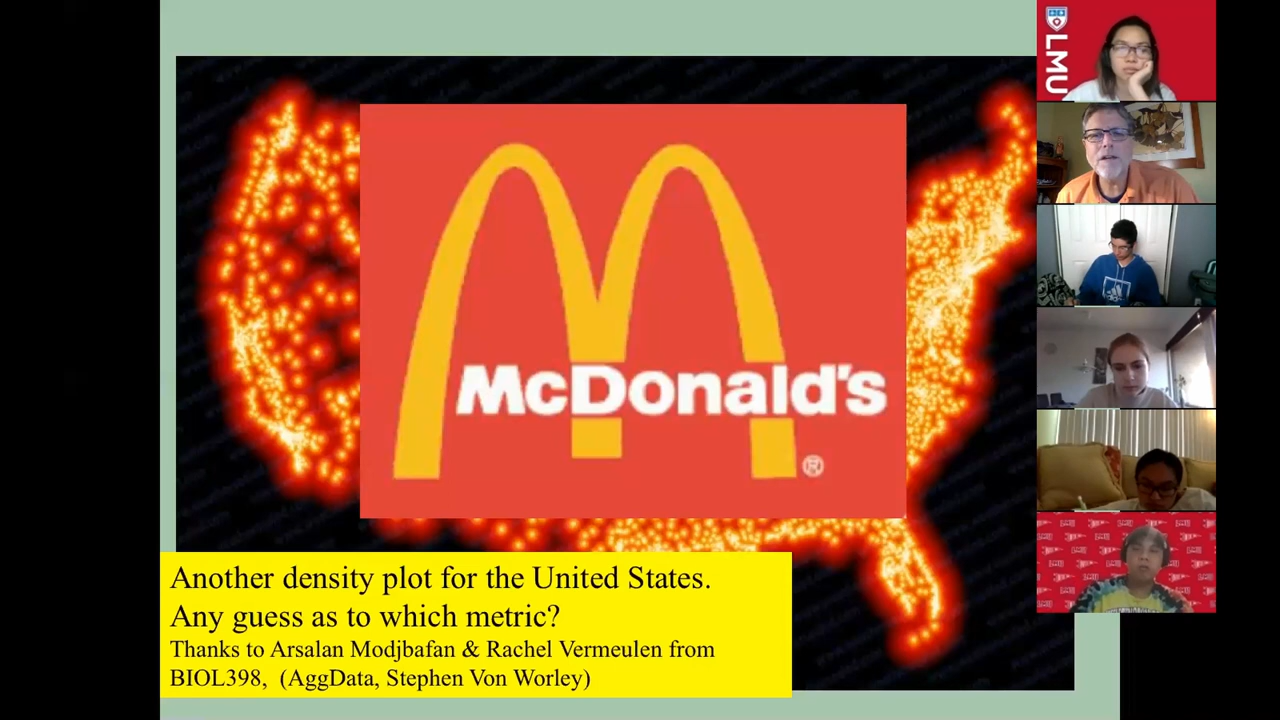 McDonald's
®
Another density plot for the United States.
Any guess as to which metric?
Thanks to Arsalan Modjbafan & Rachel Vermeulen from
BIOL398, (AggData, Stephen Von Worley)
LMU